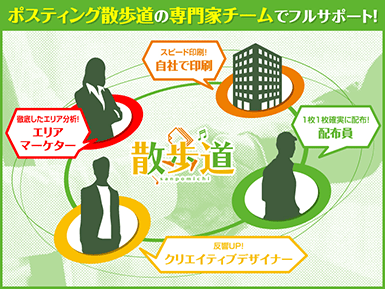 ポスティング散歩道の専門家チームでフルサポート!
スピード印刷!
自社で印刷
徹底したエリア分析!
エリア
マーケター
1枚1枚確実に配布!
配布員
散歩道
sanpomichi
反響UP!
クリエイティブデザイナー